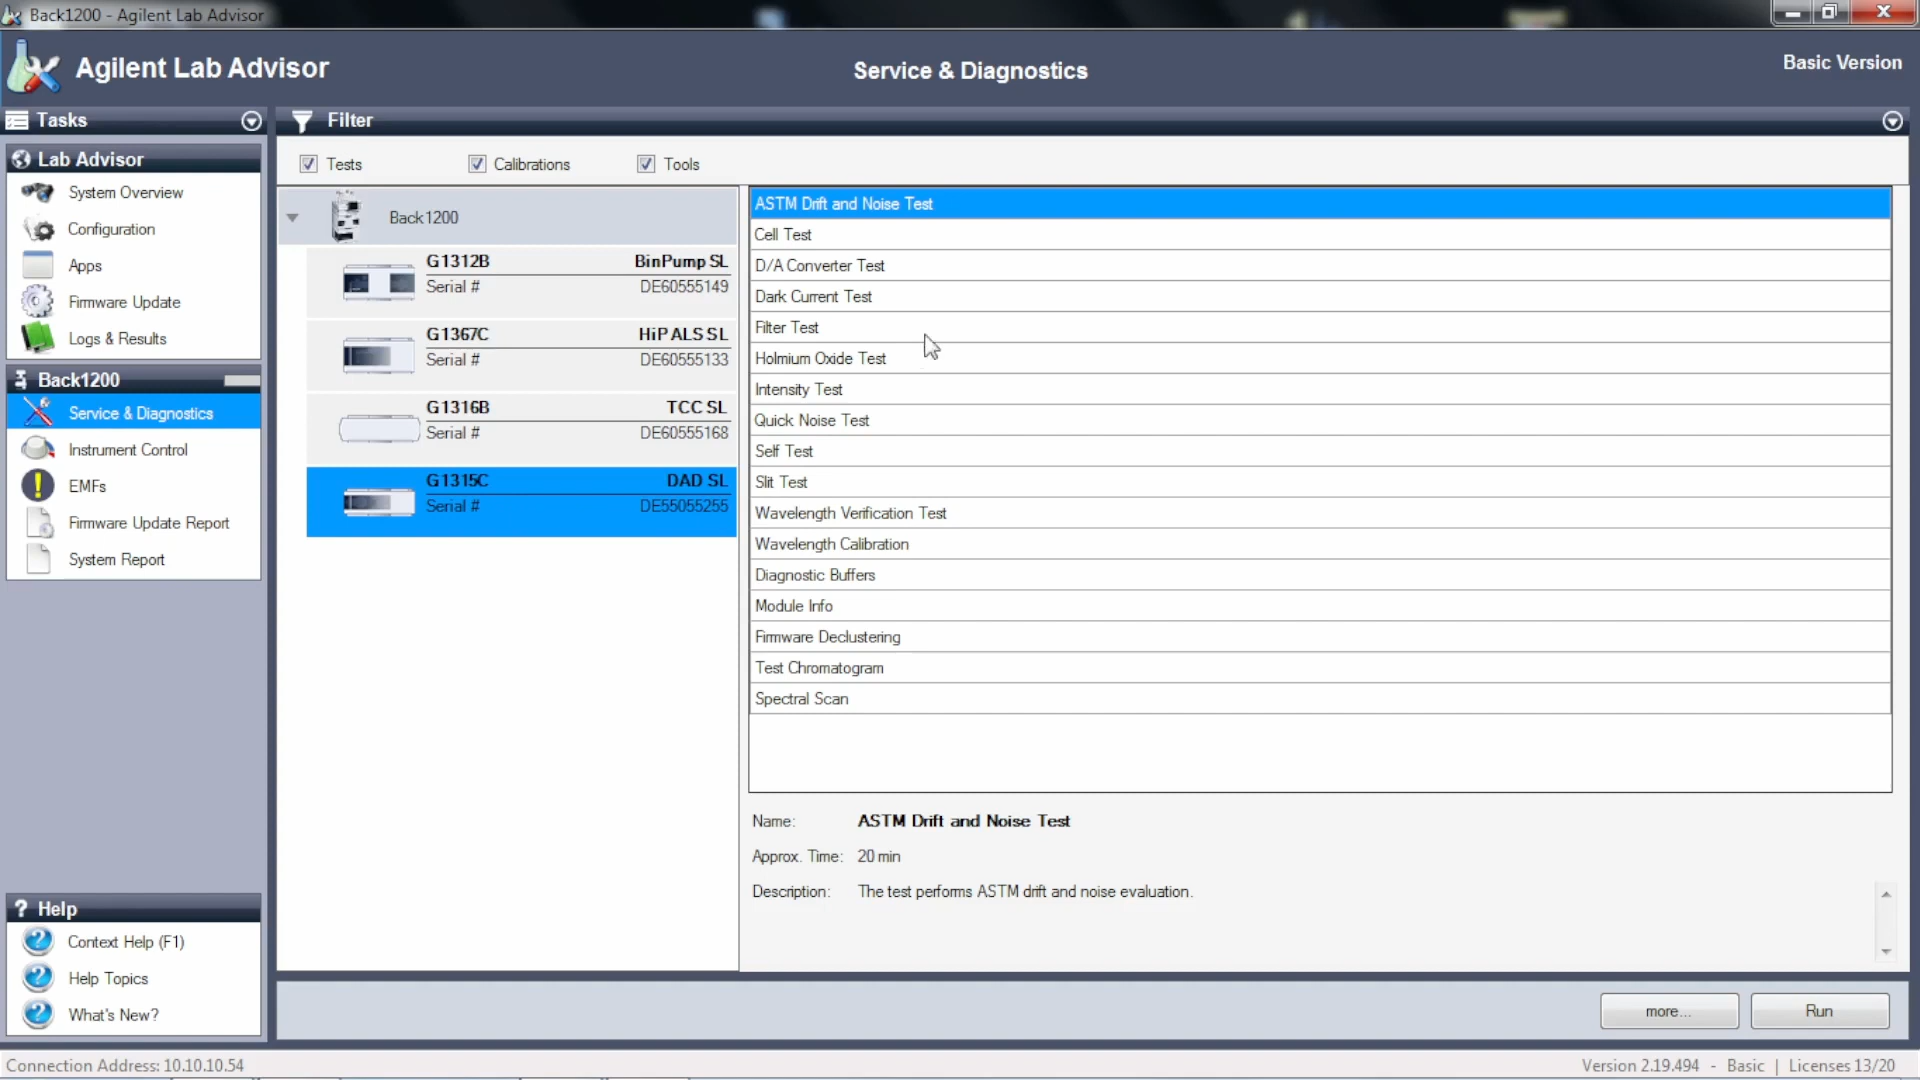 Back1200 - Agilent Lab Advisor
Agilent Lab Advisor
Service & Diagnostics
Basic Version
Tasks
Filter
Lab Advisor
System Overview
Configuration
Apps
Firmware Update
Logs & Results
Back1200
Service & Diagnostics
Instrument Control
EMFs
Firmware Update Report
System Report
? Help
Context Help (F1)
Help Topics
What's New?
Tests
Calibrations
Tools
Back1200
G1312B BinPump SL
Serial # DE60555149
G1367C HiP ALS SL
Serial # DE60555133
G1316B TCC SL
Serial # DE60555168
G1315C DAD SL
Serial # DE55055255
ASTM Drift and Noise Test
Cell Test
D/A Converter Test
Dark Current Test
Filter Test
Holmium Oxide Test
Intensity Test
Quick Noise Test
Self Test
Slit Test
Wavelength Verification Test
Wavelength Calibration
Diagnostic Buffers
Module Info
Firmware Declustering
Test Chromatogram
Spectral Scan
Name: ASTM Drift and Noise Test
Approx. Time: 20 min
Description: The test performs ASTM drift and noise evaluation.
more...
Run
Connection Address: 10.10.10.54
Version 2.19.494 - Basic | Licenses 13/20